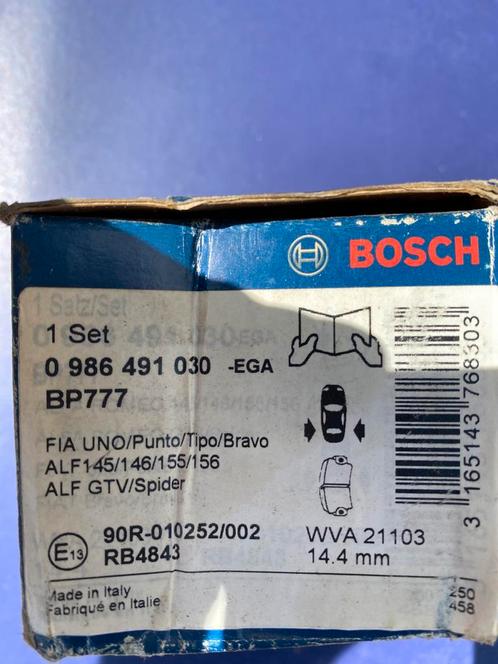 BOSCH
1 Satz/Set
1 Set
0 986 491 030 -EGA
BP777
FIA UNO/Punto/Tipo/Bravo
ALF145/146/155/156
ALF GTV/Spider
E13
90R-010252/002
RB4843
WVA 21103
14.4 mm
Made in Italy
Fabriqué en Italie
250
458
3 165143 768303